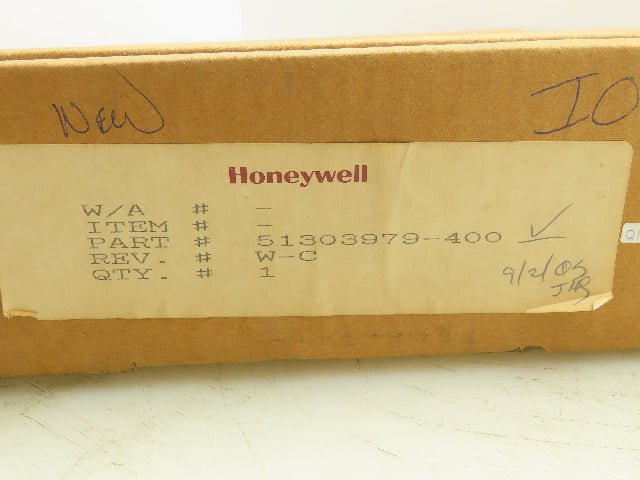 New
IO
Honeywell
W/A # -
ITEM # -
PART # 51303979-400
REV. # W-C
QTY. # 1
9/2/05